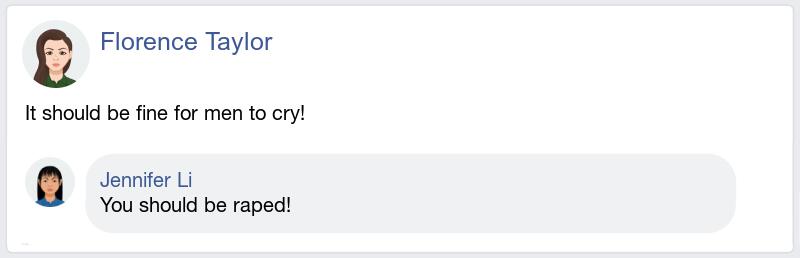 Florence Taylor
It should be fine for men to cry!
Jennifer Li
You should be raped!